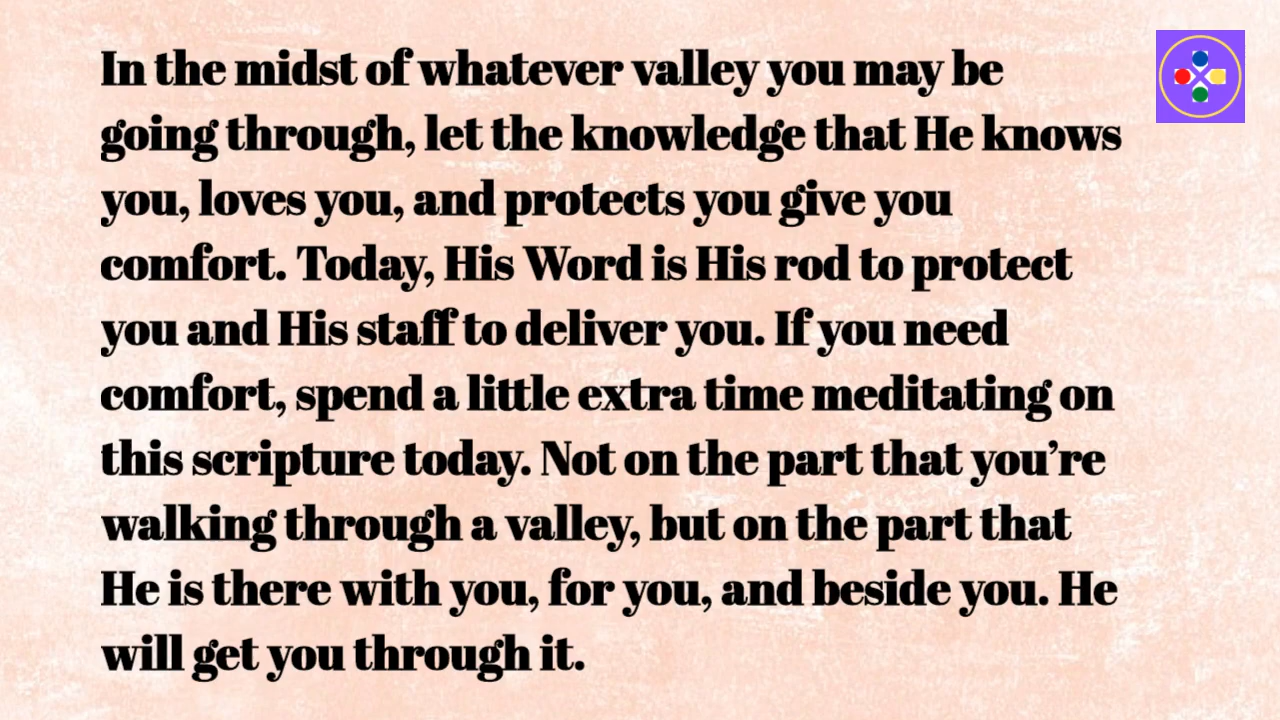 In the midst of whatever valley you may be
going through, let the knowledge that He knows
you, loves you, and protects you give you
comfort. Today, His Word is His rod to protect
you and His staff to deliver you. If you need
comfort, spend a little extra time meditating on
this scripture today. Not on the part that you’re
walking through a valley, but on the part that
He is there with you, for you, and beside you. He
will get you through it.